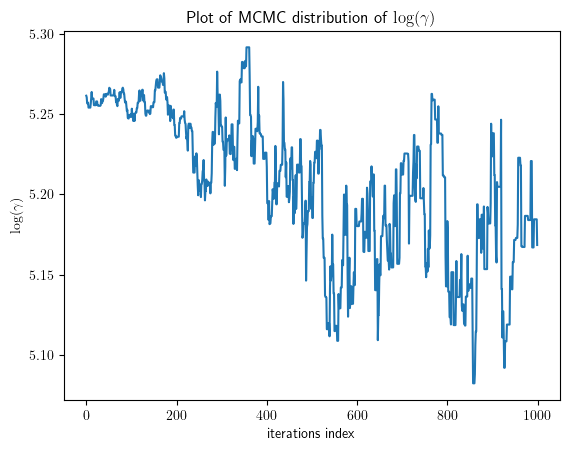 Plot of MCMC distribution of log(γ)
5.30
5.25
5.20
5.15
5.10
log(γ)
0 200 400 600 800 1000
iterations index